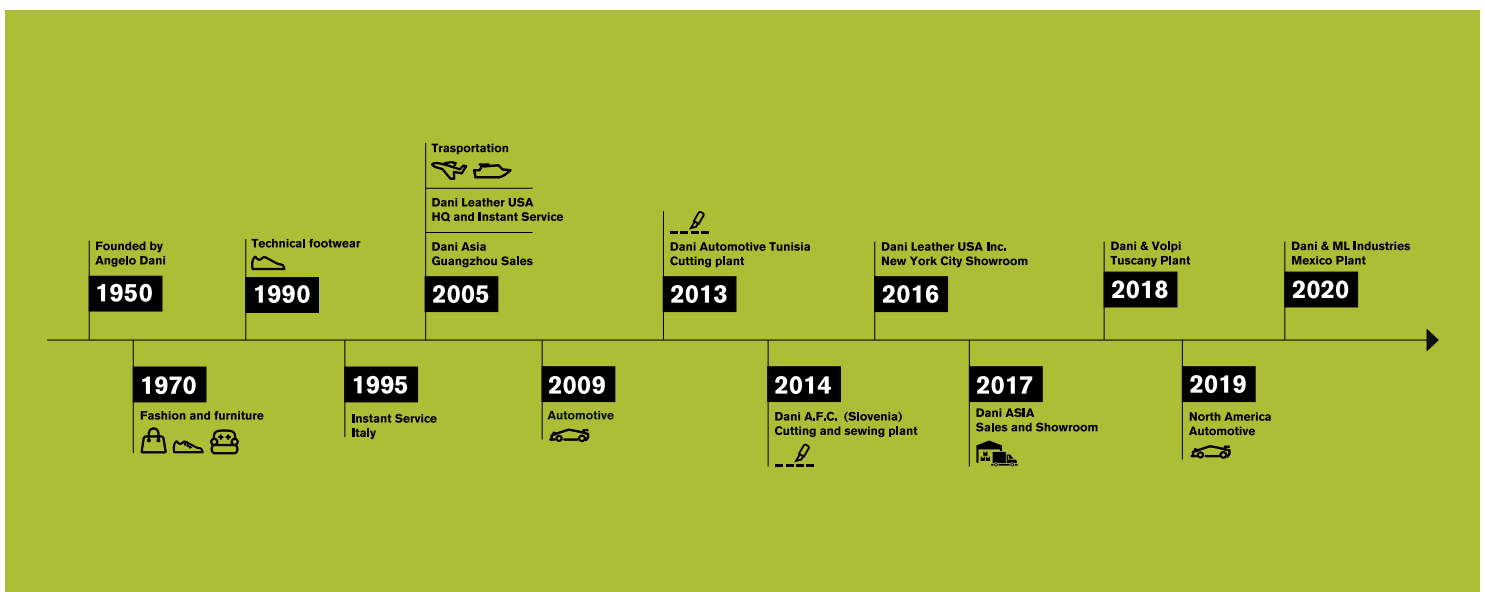 Founded by
Angelo Dani
1950
1970
Fashion and furniture
Technical footwear
1990
1995
Instant Service
Italy
Trasportation
Dani Leather USA
HQ and Instant Service
Dani Asia
Guangzhou Sales
2005
2009
Automotive
Dani Automotive Tunisia
Cutting plant
2013
2014
Dani A.F.C. (Slovenia)
Cutting and sewing plant
Dani Leather USA Inc.
New York City Showroom
2016
2017
Dani ASIA
Sales and Showroom
Dani & Volpi
Tuscany Plant
2018
2019
North America
Automotive
Dani & ML Industries
Mexico Plant
2020